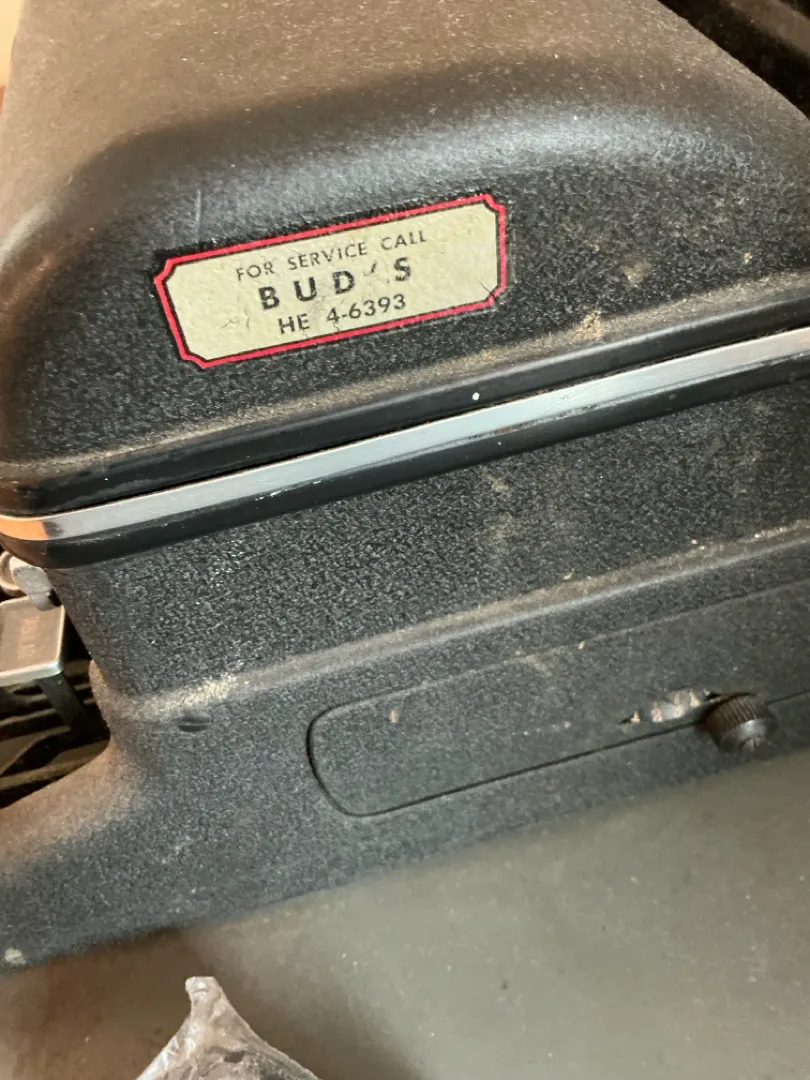 FOR SERVICE CALL
BUD'S
HE 4-6393